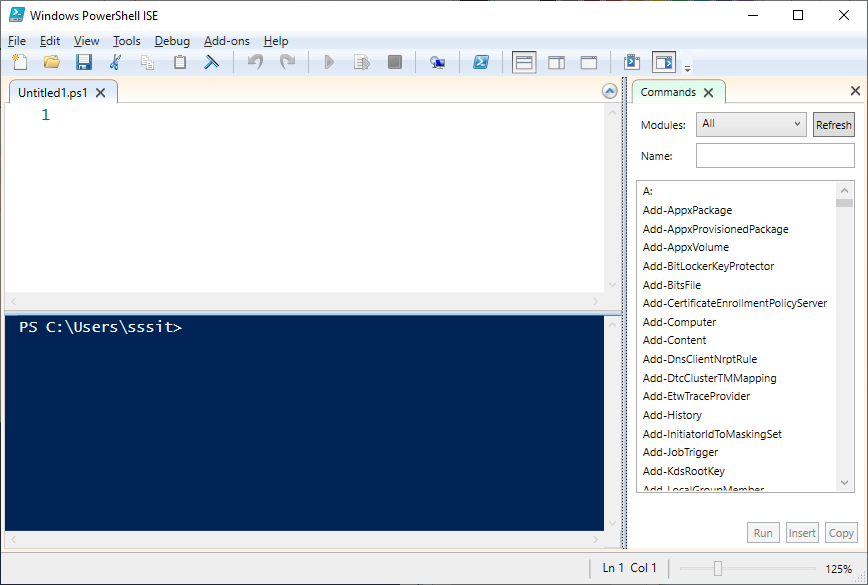 Windows PowerShell ISE
File Edit View Tools Debug Add-ons Help
Untitled1.ps1
1
PS C:\Users\sssit>
Commands
Modules: All Refresh
Name:
A:
Add-AppxPackage
Add-AppxProvisionedPackage
Add-AppxVolume
Add-BitLockerKeyProtector
Add-BitsFile
Add-CertificateEnrollmentPolicyServer
Add-Computer
Add-Content
Add-DnsClientNrptRule
Add-DtcClusterTMMapping
Add-EtwTraceProvider
Add-History
Add-InitiatorIdToMaskingSet
Add-JobTrigger
Add-KdsRootKey
Add-LocalGroupMember
Run Insert Copy
Ln 1 Col 1 125%